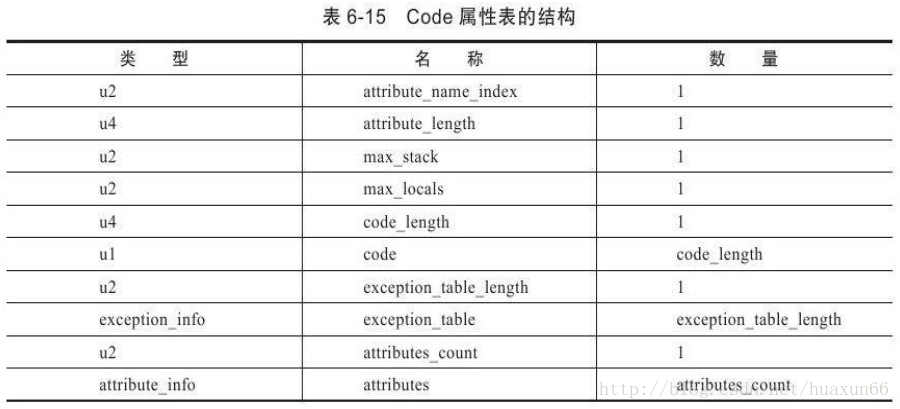 表 6-15 Code 属性表的结构
类 型 名 称 数 量
u2 attribute_name_index 1
u4 attribute_length 1
u2 max_stack 1
u2 max_locals 1
u4 code_length 1
u1 code code_length
u2 exception_table_length 1
exception_info exception_table exception_table_length
u2 attributes_count 1
attribute_info attributes attributes_count
http://blog.csdn.net/huaxun66